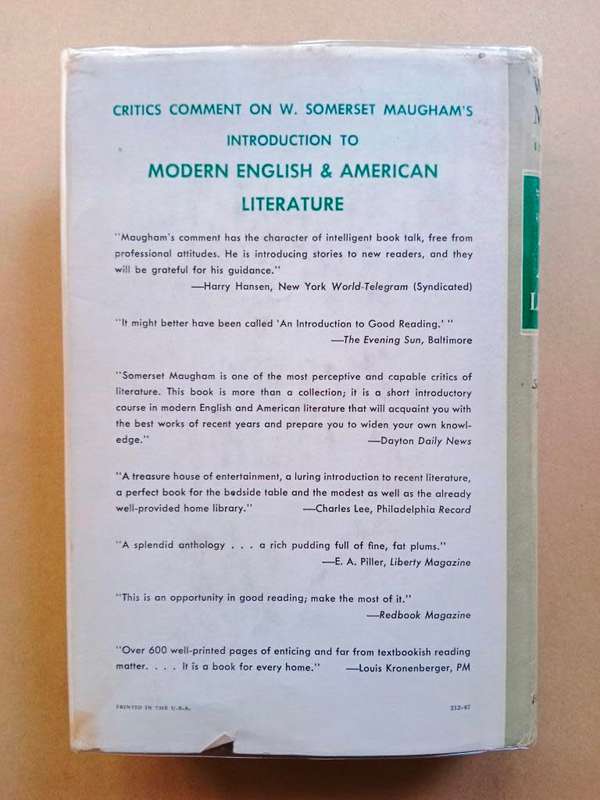 CRITICS COMMENT ON W. SOMERSET MAUGHAM'S
INTRODUCTION TO
MODERN ENGLISH & AMERICAN
LITERATURE
"Maugham's comment has the character of intelligent book talk, free from
professional attitudes. He is introducing stories to new readers, and they
will be grateful for his guidance."
—Harry Hansen, New York World-Telegram (Syndicated)
"It might better have been called 'An Introduction to Good Reading.' "
—The Evening Sun, Baltimore
"Somerset Maugham is one of the most perceptive and capable critics of
literature. This book is more than a collection; it is a short introductory
course in modern English and American literature that will acquaint you with
the best works of recent years and prepare you to widen your own knowl-
edge." —Dayton Daily News
"A treasure house of entertainment, a luring introduction to recent literature,
a perfect book for the bedside table and the modest as well as the already
well-provided home library." —Charles Lee, Philadelphia Record
"A splendid anthology . . . a rich pudding full of fine, fat plums."
—E. A. Piller, Liberty Magazine
"This is an opportunity in good reading; make the most of it."
—Redbook Magazine
"Over 600 well-printed pages of enticing and far from textbookish reading
matter. . . . It is a book for every home." —Louis Kronenberger, PM
PRINTED IN THE U.S.A. 212-47